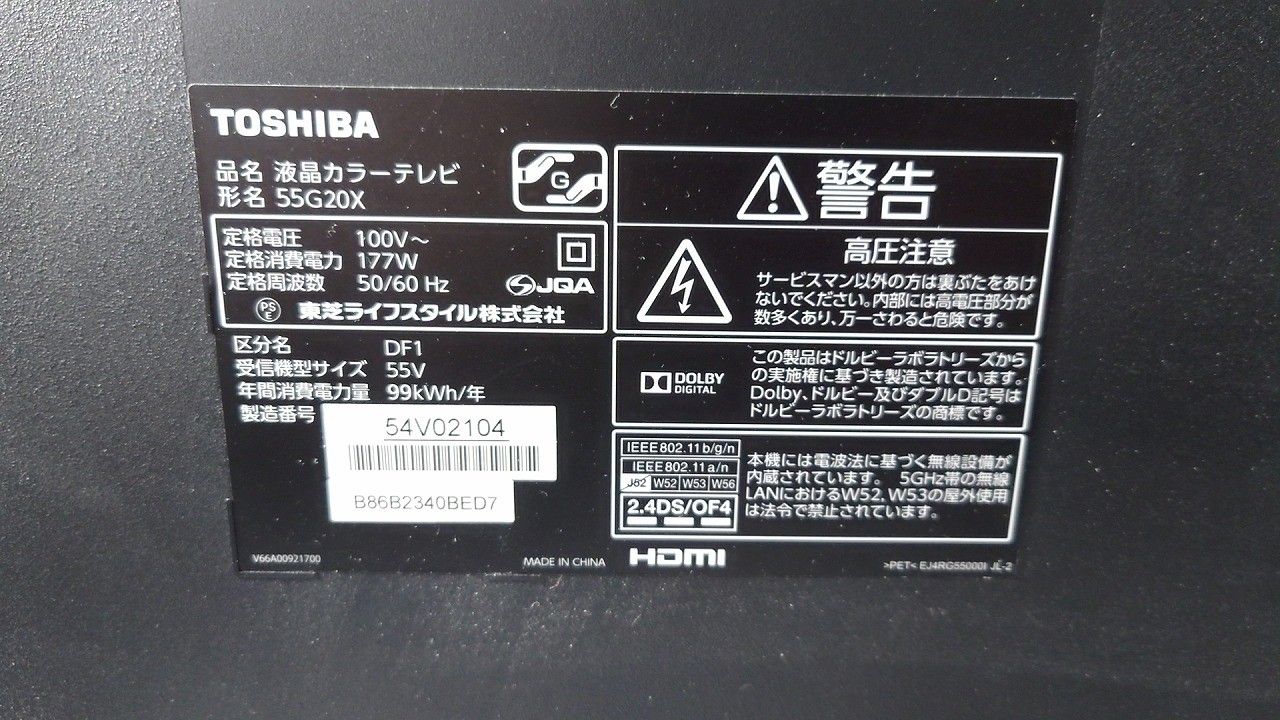 TOSHIBA
品名 液晶カラーテレビ
形名 55G20X
G
定格電圧 100V～
定格消費電力 177W
定格周波数 50/60 Hz
JQA
PS
E
東芝ライフスタイル株式会社
区分名 DF1
受信機型サイズ 55V
年間消費電力量 99kWh/年
製造番号
54V02104
B86B2340BED7
V66A00921700
MADE IN CHINA
警告
高圧注意
サービスマン以外の方は裏ぶたをあけ
ないでください。内部には高電圧部分が
数多くあり、万一さわると危険です。
DOLBY
DIGITAL
この製品はドルビーラボラトリーズから
の実施権に基づき製造されています。
Dolby、ドルビー及びダブルD記号は
ドルビーラボラトリーズの商標です。
IEEE802.11b/g/n
IEEE802.11a/n
J52 W52 W53 W56
2.4DS/OF4
本機には電波法に基づく無線設備が
内蔵されています。 5GHz帯の無線
LANにおけるW52、W53の屋外使用
は法令で禁止されています。
HDMI
>PET< EJ4RG55000I JL-2